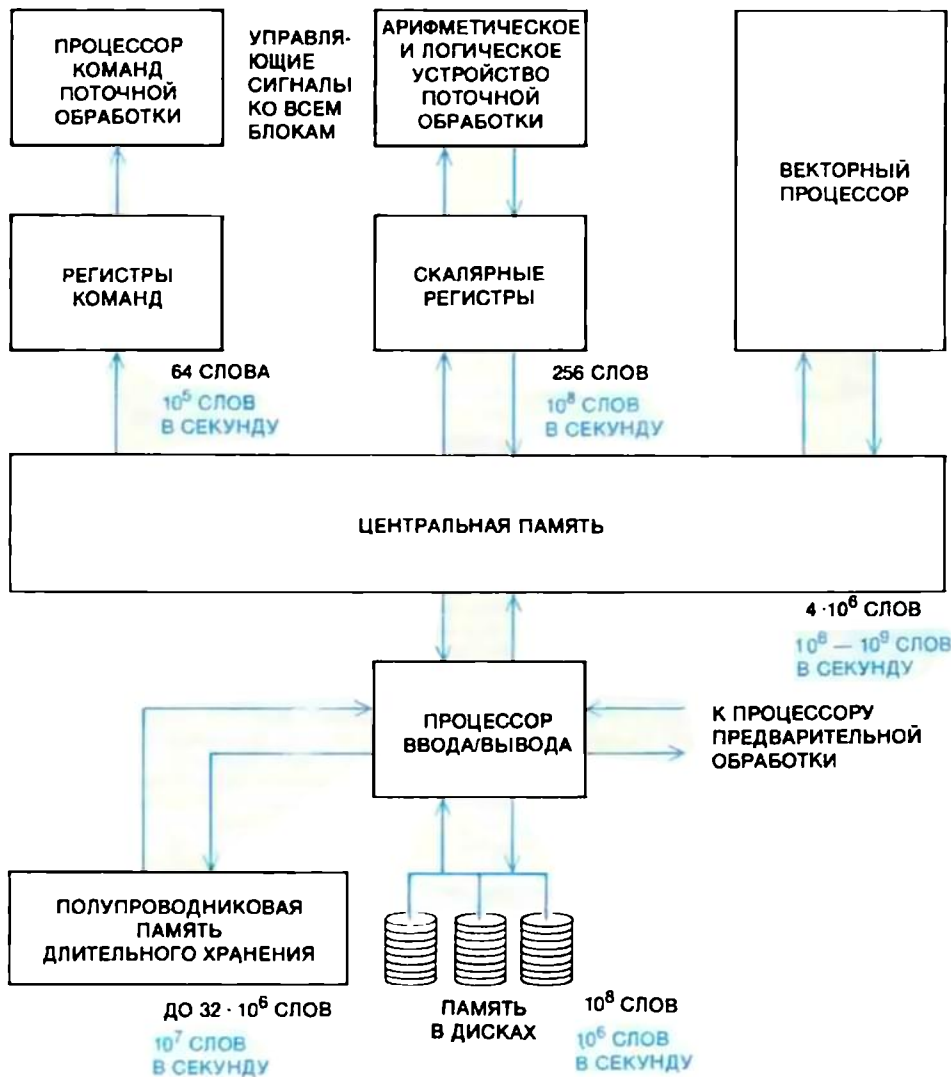 ПРОЦЕССОР
КОМАНД
ПОТОЧНОЙ
ОБРАБОТКИ
УПРАВЛЯ-
ЮЩИЕ
СИГНАЛЫ
КО ВСЕМ
БЛОКАМ
АРИФМЕТИЧЕСКОЕ
И ЛОГИЧЕСКОЕ
УСТРОЙСТВО
ПОТОЧНОЙ
ОБРАБОТКИ
ВЕКТОРНЫЙ
ПРОЦЕССОР
РЕГИСТРЫ
КОМАНД
СКАЛЯРНЫЕ
РЕГИСТРЫ
64 СЛОВА
10⁵ СЛОВ
В СЕКУНДУ
256 СЛОВ
10⁸ СЛОВ
В СЕКУНДУ
ЦЕНТРАЛЬНАЯ ПАМЯТЬ
4 · 10⁶ СЛОВ
10⁸ — 10⁹ СЛОВ
В СЕКУНДУ
ПРОЦЕССОР
ВВОДА/ВЫВОДА
К ПРОЦЕССОРУ
ПРЕДВАРИТЕЛЬНОЙ
ОБРАБОТКИ
ПОЛУПРОВОДНИКОВАЯ
ПАМЯТЬ
ДЛИТЕЛЬНОГО ХРАНЕНИЯ
ДО 32 · 10⁶ СЛОВ
10⁷ СЛОВ
В СЕКУНДУ
ПАМЯТЬ
В ДИСКАХ
10⁸ СЛОВ
10⁶ СЛОВ
В СЕКУНДУ